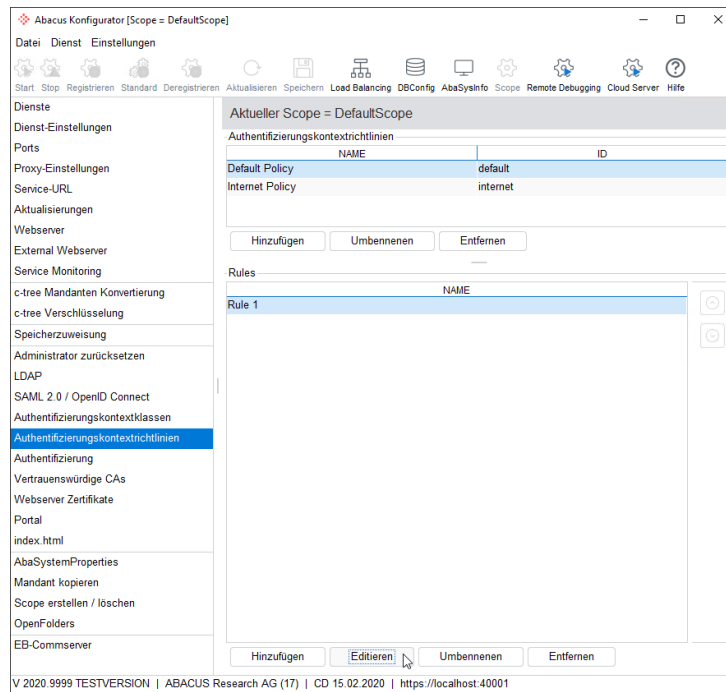 Abacus Konfigurator [Scope = DefaultScope]
Datei Dienst Einstellungen
Start Stop Registrieren Standard Deregistrieren Aktualisieren Speichern Load Balancing DBConfig AbaSysInfo Scope Remote Debugging Cloud Server Hilfe
Dienste
Dienst-Einstellungen
Ports
Proxy-Einstellungen
Service-URL
Aktualisierungen
Webserver
External Webserver
Service Monitoring
c-tree Mandanten Konvertierung
c-tree Verschlüsselung
Speicherzuweisung
Administrator zurücksetzen
LDAP
SAML 2.0 / OpenID Connect
Authentifizierungskontextklassen
Authentifizierungskontextrichtlinien
Authentifizierung
Vertrauenswürdige CAs
Webserver Zertifikate
Portal
index.html
AbaSystemProperties
Mandant kopieren
Scope erstellen / löschen
OpenFolders
EB-Commserver
Aktueller Scope = DefaultScope
Authentifizierungskontextrichtlinien
NAME ID
Default Policy default
Internet Policy internet
Hinzufügen Umbennenen Entfernen
Rules
NAME
Rule 1
Hinzufügen Editieren Umbennenen Entfernen
V 2020.9999 TESTVERSION | ABACUS Research AG (17) | CD 15.02.2020 | https://localhost:40001